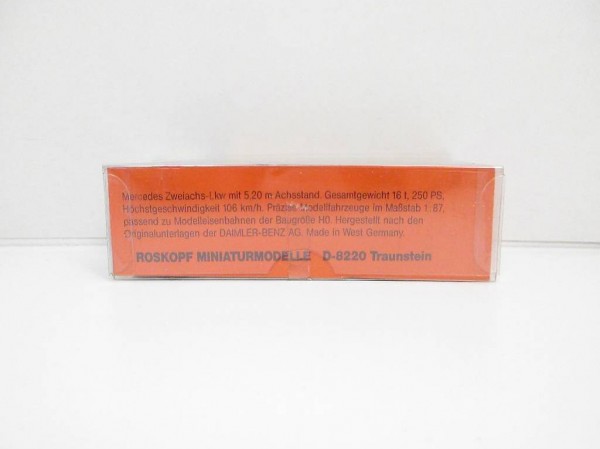 Mercedes Zweiachs-Lkw mit 5,20 m Achsstand. Gesamtgewicht 16 t, 250 PS,
Höchstgeschwindigkeit 106 km/h. Präzise Modellfahrzeuge im Maßstab 1:87,
passend zu Modelleisenbahnen der Baugröße H0. Hergestellt nach den
Originalunterlagen der DAIMLER-BENZ AG. Made in West Germany.
ROSKOPF MINIATURMODELLE D-8220 Traunstein